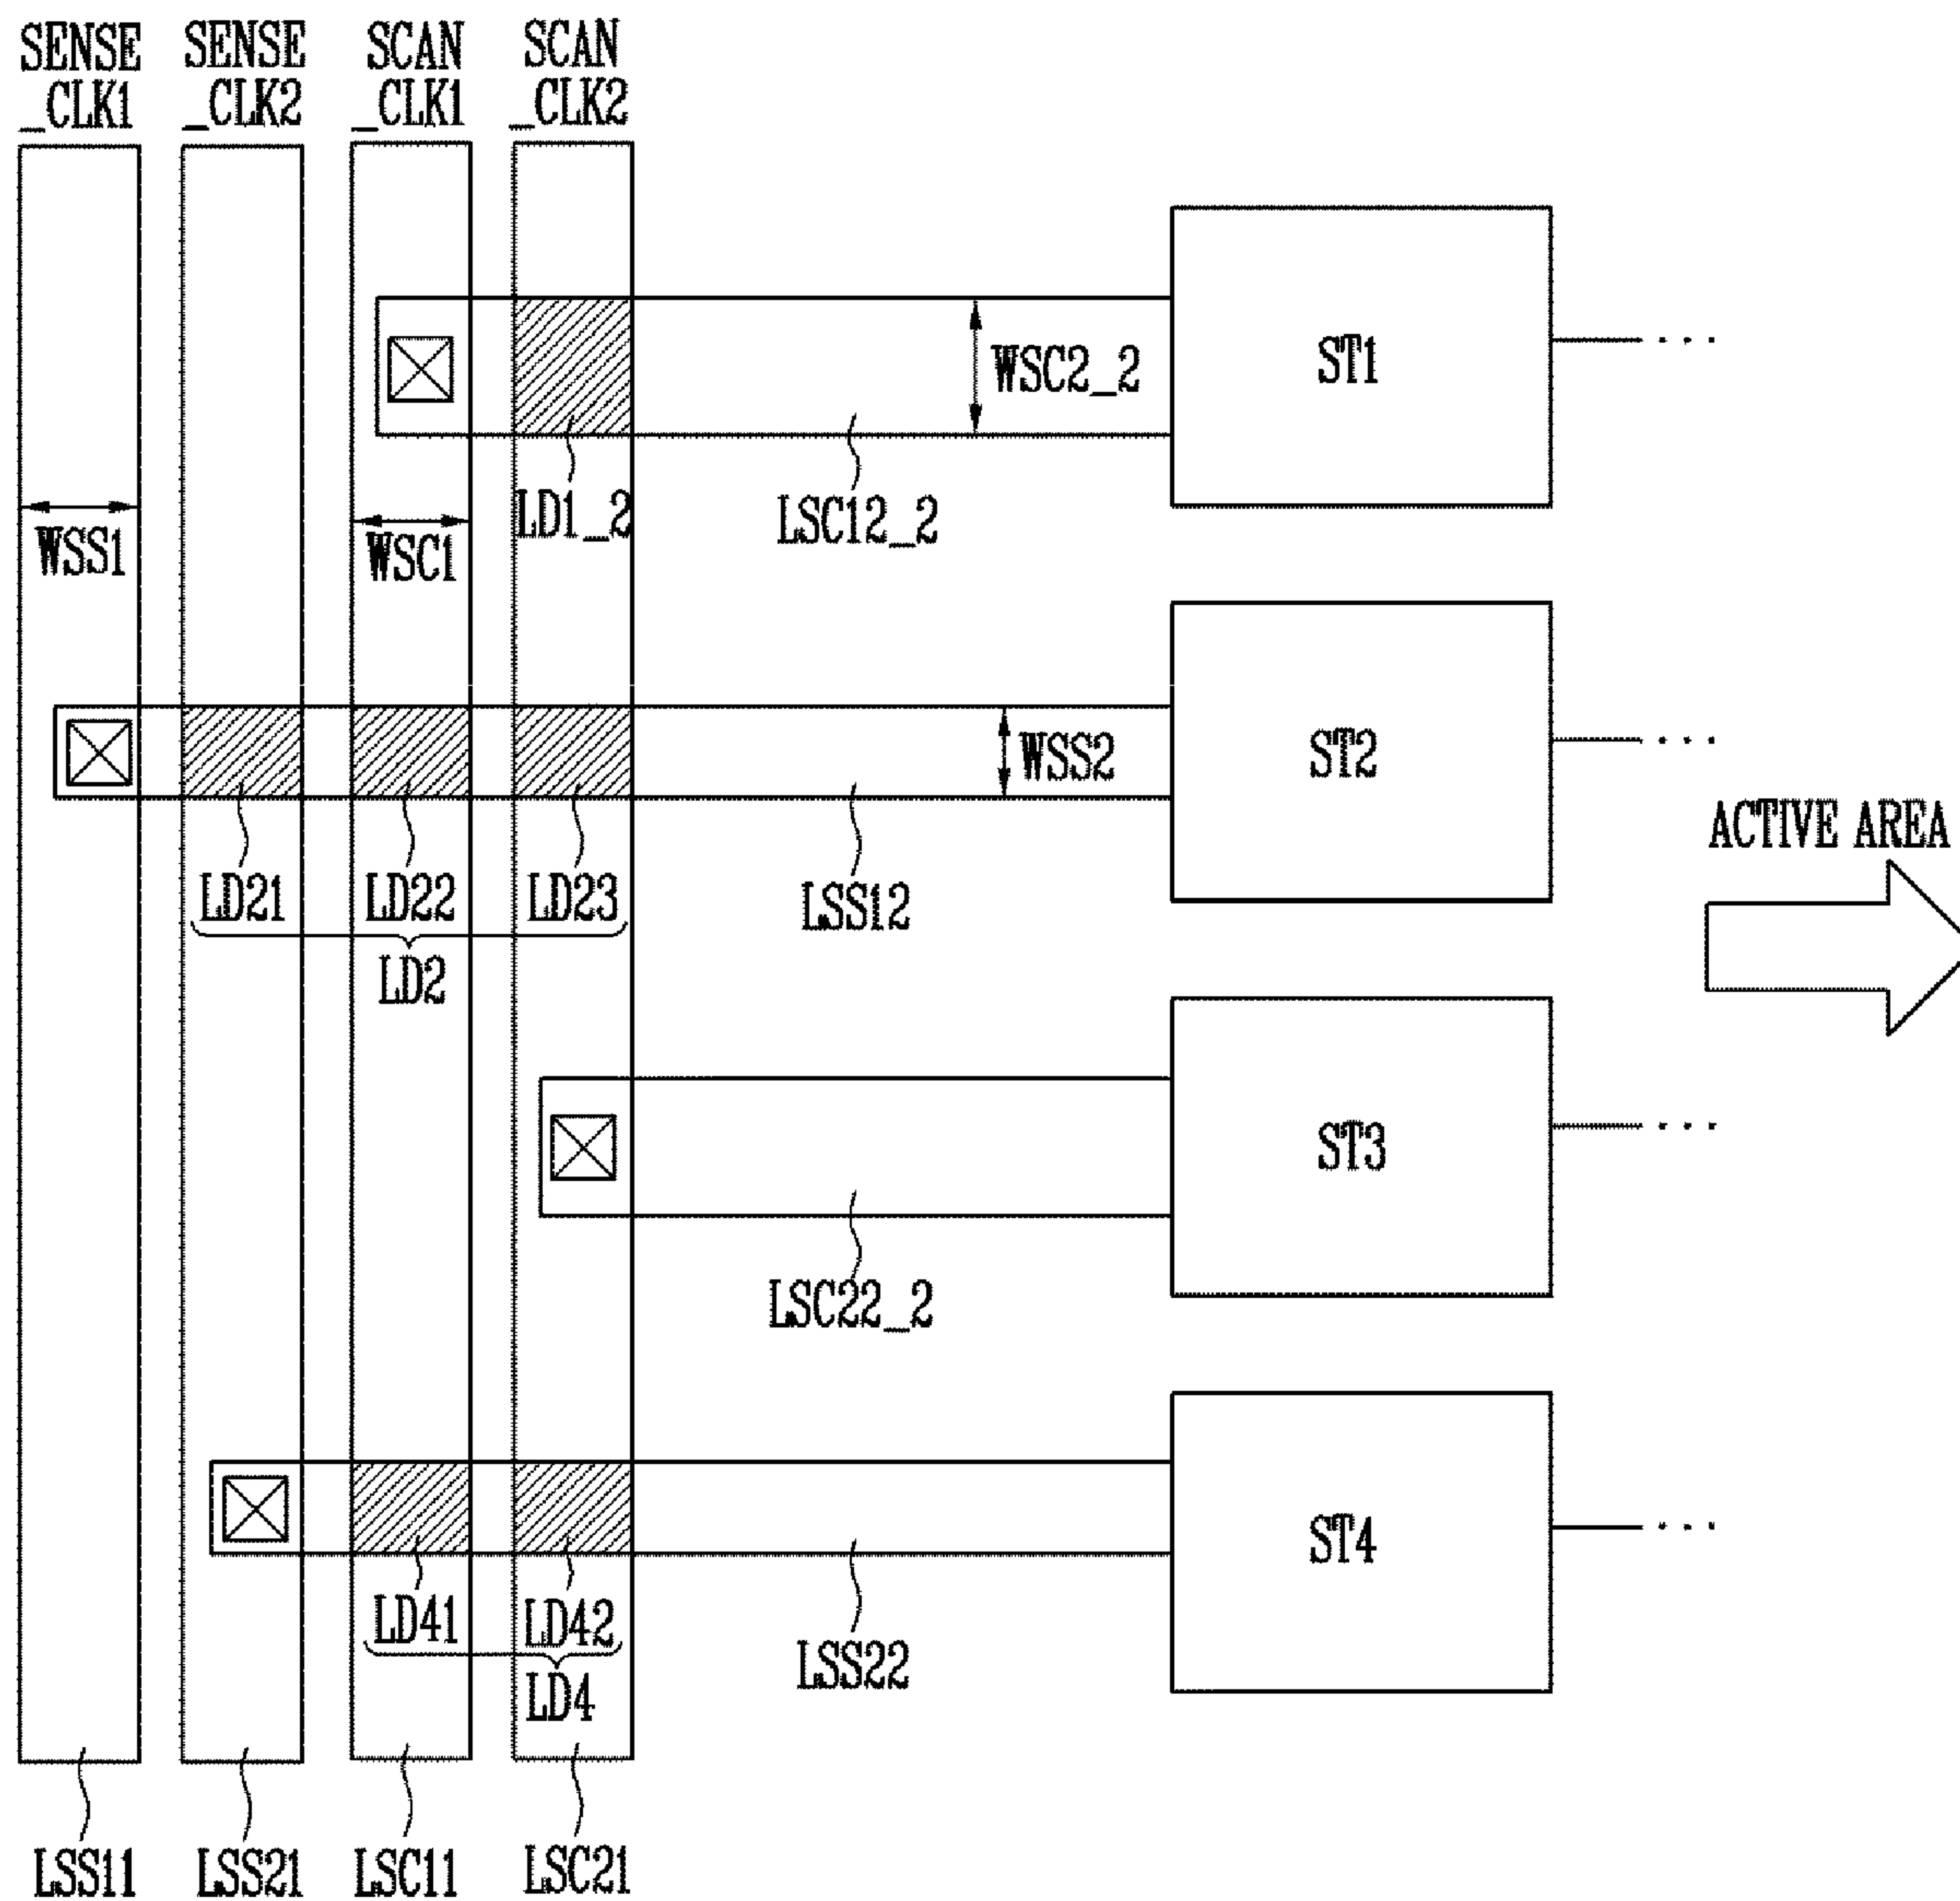 SENSE
_CLK1
SENSE
_CLK2
SCAN
_CLK1
SCAN
_CLK2
ST1
. . .
WSC2_2
LD1_2
LSC12_2
WSS1
WSC1
ST2
. . .
WSS2
ACTIVE AREA
LD21
LD22
LD23
LSS12
LD2
ST3
. . .
LSC22_2
ST4
. . .
LD41
LD42
LSS22
LD4
LSS11
LSS21
LSC11
LSC21